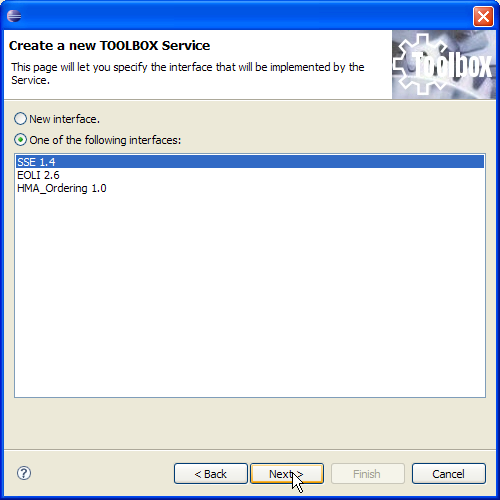 Create a new TOOLBOX Service
This page will let you specify the interface that will be implemented by the
Service.
Toolbox
New interface.
One of the following interfaces:
SSE 1.4
EOLI 2.6
HMA_Ordering 1.0
?
< Back
Next >
Finish
Cancel